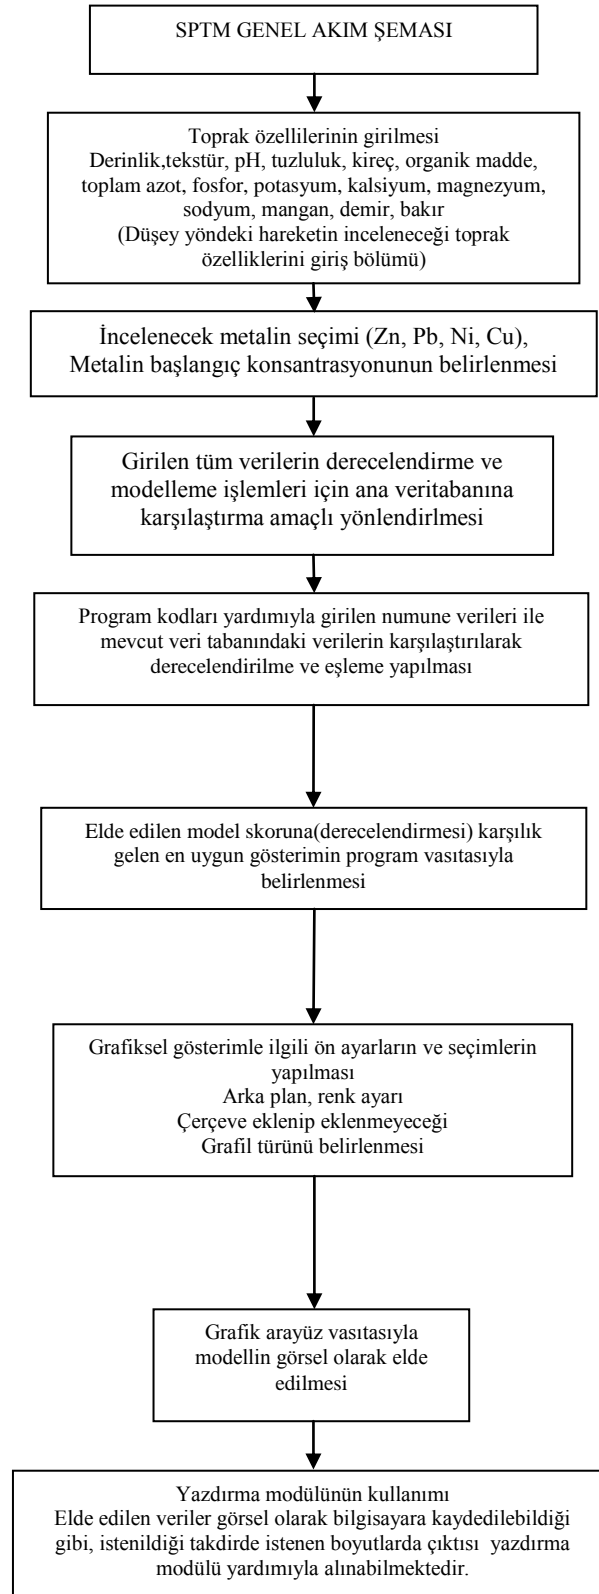 SPTM GENEL AKIM ŞEMASI
Toprak özellilerinin girilmesi
Derinlik,tekstür, pH, tuzluluk, kireç, organik madde,
toplam azot, fosfor, potasyum, kalsiyum, magnezyum,
sodyum, mangan, demir, bakır
(Düşey yöndeki hareketin inceleneceği toprak
özelliklerini giriş bölümü)
İncelenecek metalin seçimi (Zn, Pb, Ni, Cu),
Metalin başlangıç konsantrasyonunun belirlenmesi
Girilen tüm verilerin derecelendirme ve
modelleme işlemleri için ana veritabanına
karşılaştırma amaçlı yönlendirlmesi
Program kodları yardımıyla girilen numune verileri ile
mevcut veri tabanındaki verilerin karşılaştırılarak
derecelendirilme ve eşleme yapılması
Elde edilen model skoruna(derecelendirmesi) karşılık
gelen en uygun gösterimin program vasıtasıyla
belirlenmesi
Grafiksel gösterimle ilgili ön ayarların ve seçimlerin
yapılması
Arka plan, renk ayarı
Çerçeve eklenip eklenmeyeceği
Grafil türünü belirlenmesi
Grafik arayüz vasıtasıyla
modellin görsel olarak elde
edilmesi
Yazdırma modülünün kullanımı
Elde edilen veriler görsel olarak bilgisayara kaydedilebildiği
gibi, istenildiği takdirde istenen boyutlarda çıktısı yazdırma
modülü yardımıyla alınabilmektedir.